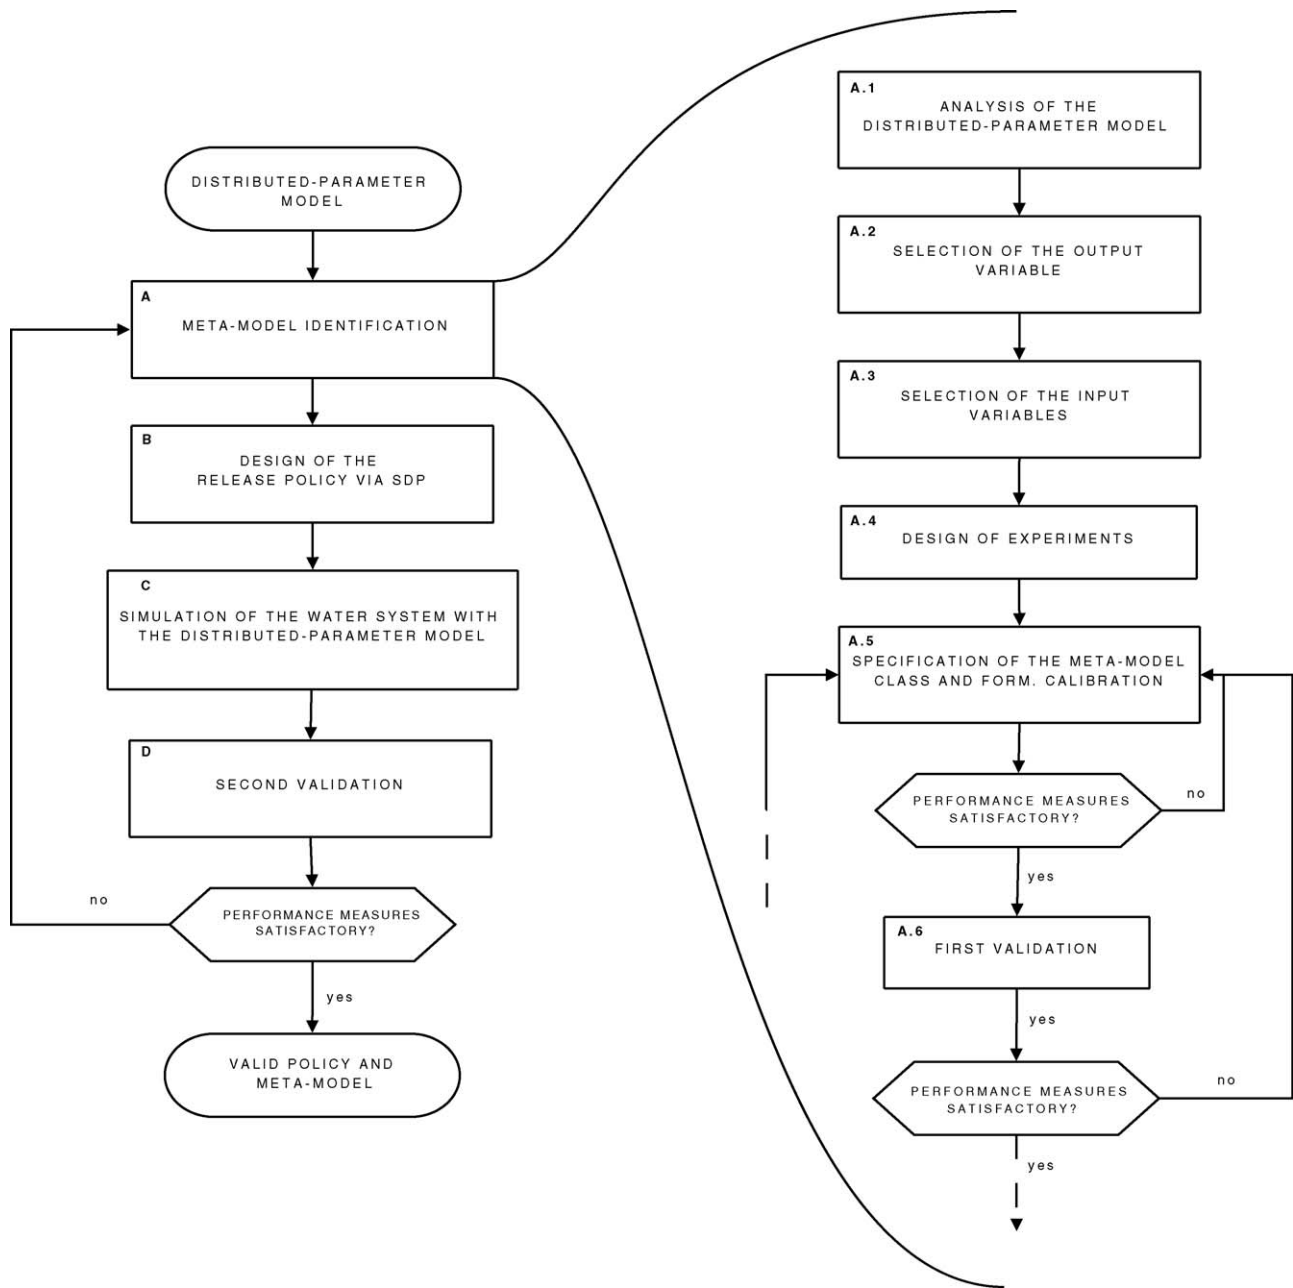 DISTRIBUTED-PARAMETER
MODEL
A
META-MODEL IDENTIFICATION
B
DESIGN OF THE
RELEASE POLICY VIA SDP
C
SIMULATION OF THE WATER SYSTEM WITH
THE DISTRIBUTED-PARAMETER MODEL
D
SECOND VALIDATION
no
PERFORMANCE MEASURES
SATISFACTORY?
yes
VALID POLICY AND
META-MODEL
A.1
ANALYSIS OF THE
DISTRIBUTED-PARAMETER MODEL
A.2
SELECTION OF THE OUTPUT
VARIABLE
A.3
SELECTION OF THE INPUT
VARIABLES
A.4
DESIGN OF EXPERIMENTS
A.5
SPECIFICATION OF THE META-MODEL
CLASS AND FORM. CALIBRATION
PERFORMANCE MEASURES
SATISFACTORY?
no
yes
A.6
FIRST VALIDATION
yes
PERFORMANCE MEASURES
SATISFACTORY?
no
yes